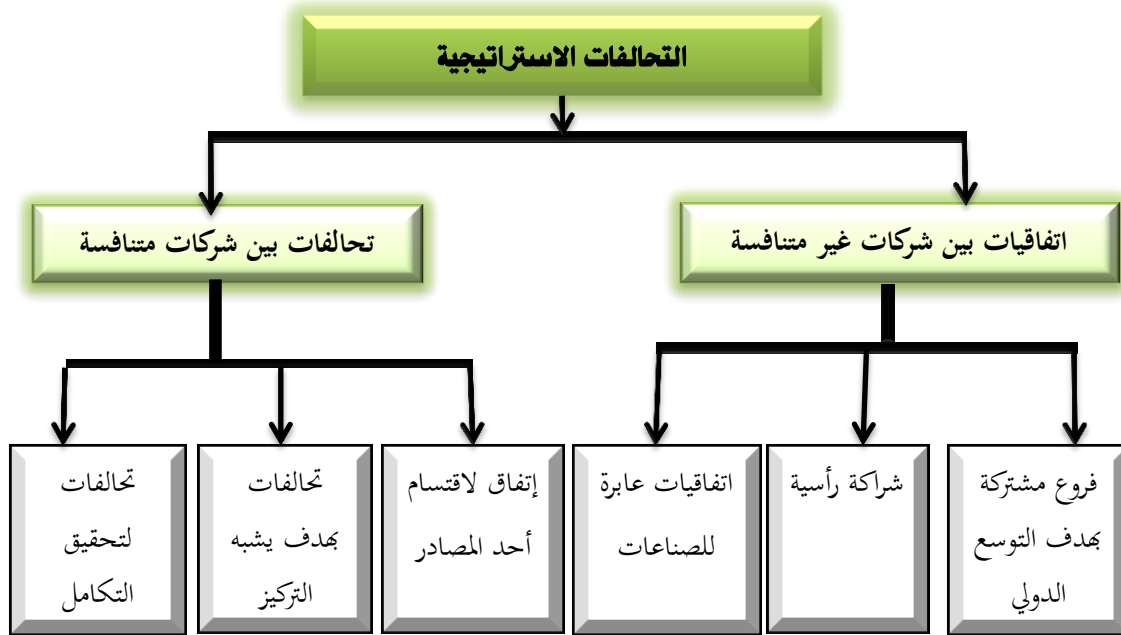 التحالفات الاستراتيجية
اتفاقيات بين شركات غير متنافسة
تحالفات بين شركات متنافسة
فروع مشتركة
بهدف التوسع
الدولي
شراكة رأسية
اتفاقيات عابرة
للصناعات
إتفاق لاقتسام
أحد المصادر
تحالفات
بهدف يشبه
التركيز
تحالفات
لتحقيق
التكامل